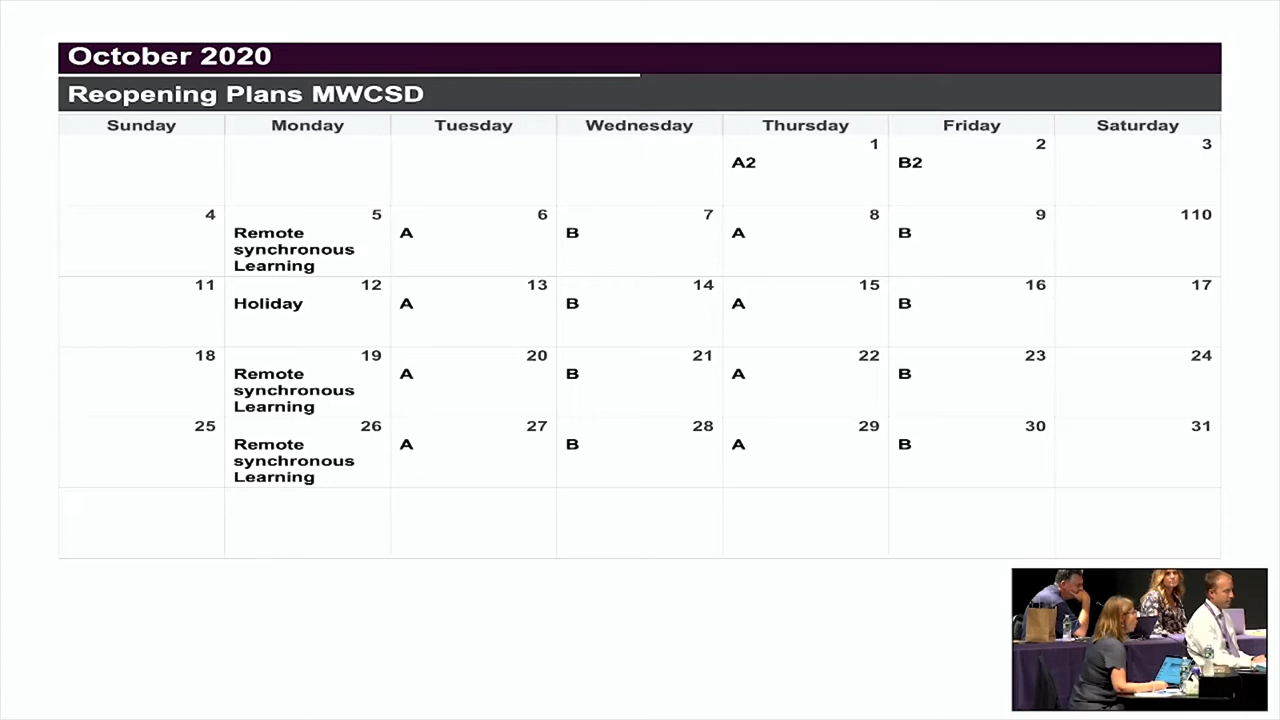 October 2020
Reopening Plans MWCSD
Sunday Monday Tuesday Wednesday Thursday Friday Saturday
1 2 3
A2 B2
4 5 6 7 8 9 110
Remote A B A B
synchronous
Learning
11 12 13 14 15 16 17
Holiday A B A B
18 19 20 21 22 23 24
Remote A B A B
synchronous
Learning
25 26 27 28 29 30 31
Remote A B A B
synchronous
Learning